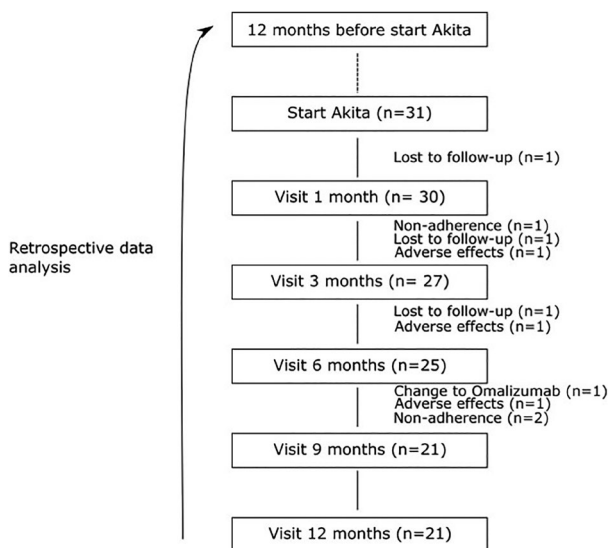 12 months before start Akita
Start Akita (n=31)
Lost to follow-up (n=1)
Visit 1 month (n= 30)
Non-adherence (n=1)
Lost to follow-up (n=1)
Adverse effects (n=1)
Retrospective data
analysis
Visit 3 months (n= 27)
Lost to follow-up (n=1)
Adverse effects (n=1)
Visit 6 months (n=25)
Change to Omalizumab (n=1)
Adverse effects (n=1)
Non-adherence (n=2)
Visit 9 months (n=21)
Visit 12 months (n=21)